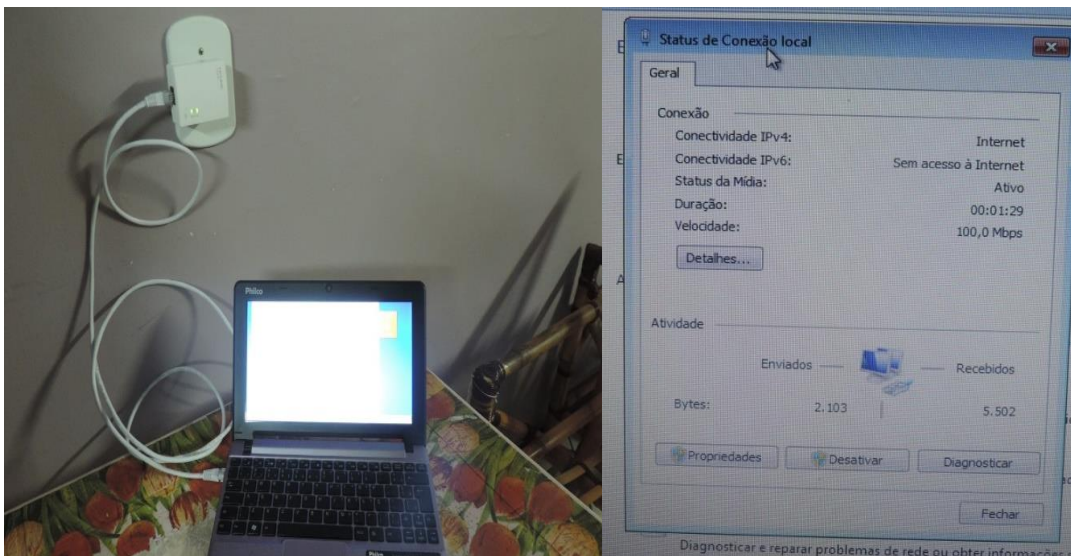 Philco
Philco
Status de Conexão local
Geral
Conexão
Conectividade IPv4: Internet
Conectividade IPv6: Sem acesso à Internet
Status da Mídia: Ativo
Duração: 00:01:29
Velocidade: 100,0 Mbps
Detalhes...
Atividade
Enviados Recebidos
Bytes: 2.103 5.502
Propriedades Desativar Diagnosticar
Fechar
Diagnosticar e reparar problemas de rede ou obter informações